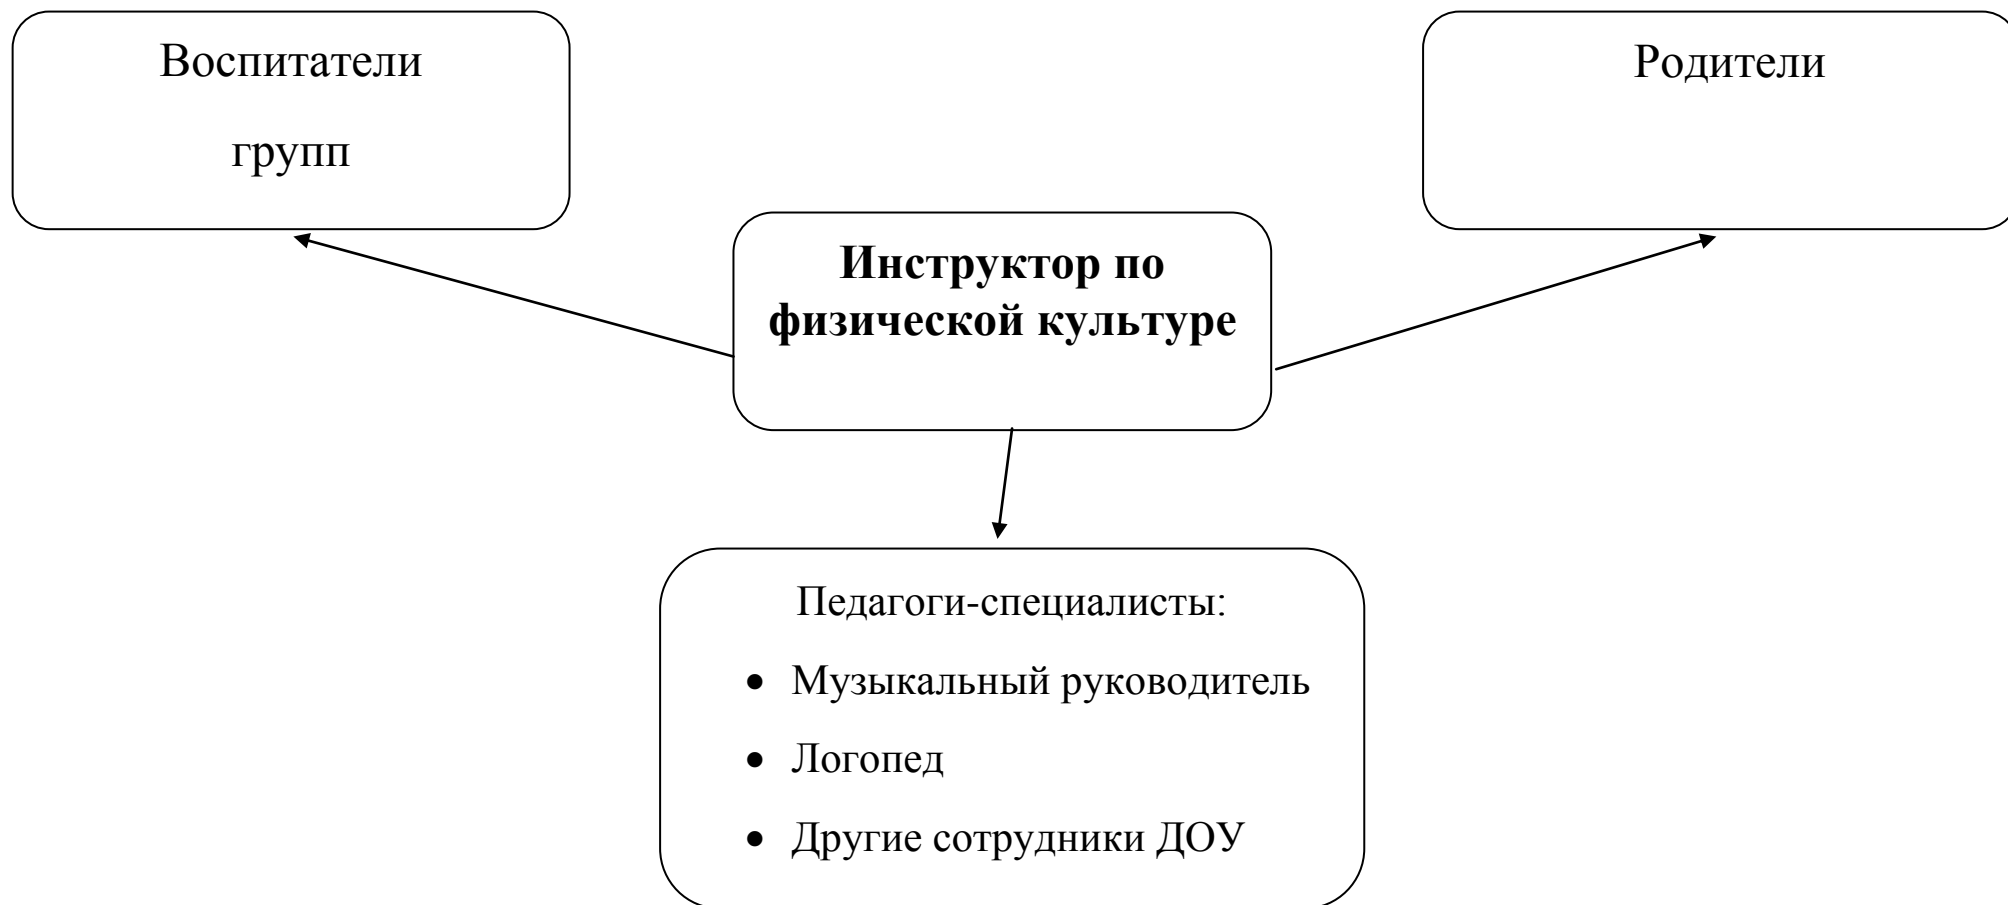 Воспитатели
групп
Родители
Инструктор по
физической культуре
Педагоги-специалисты:
• Музыкальный руководитель
• Логопед
• Другие сотрудники ДОУ